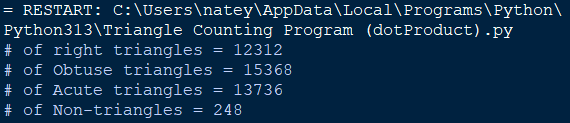 = RESTART: C:\Users\natey\AppData\Local\Programs\Python\
Python313\Triangle Counting Program (dotProduct).py
# of right triangles = 12312
# of Obtuse triangles = 15368
# of Acute triangles = 13736
# of Non-triangles = 248